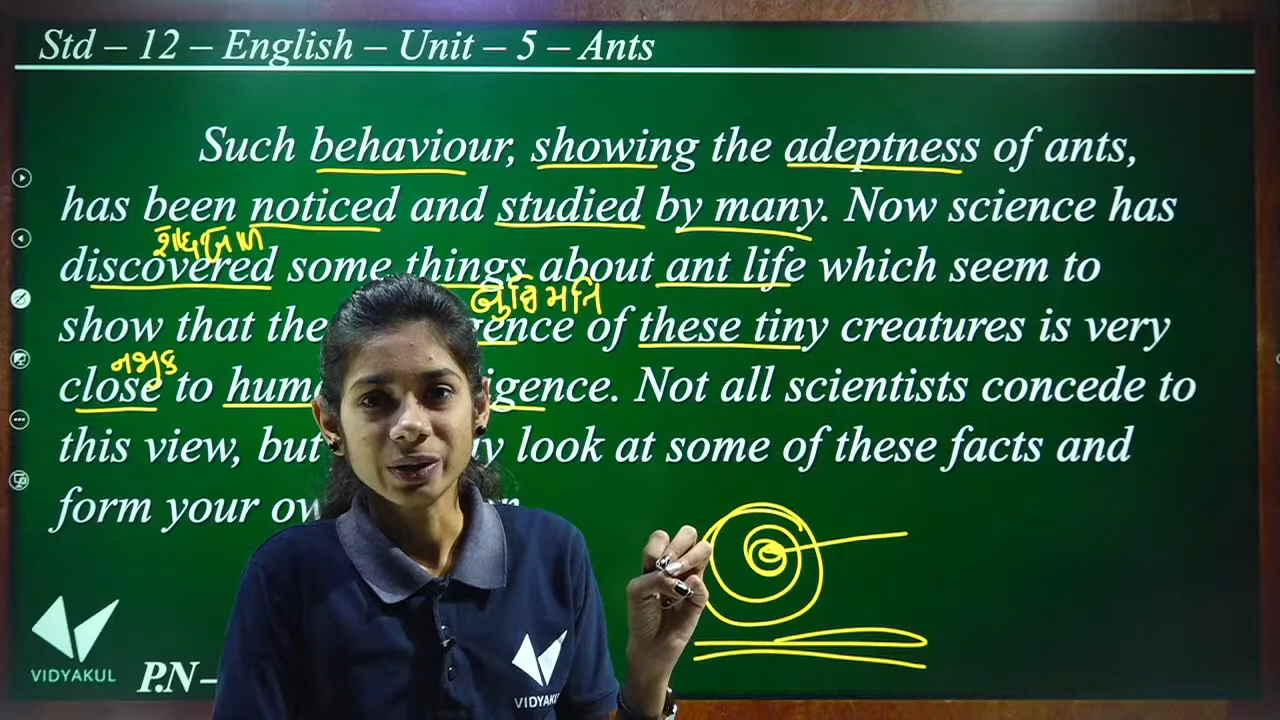 Std – 12 – English – Unit – 5 – Ants
Such behaviour, showing the adeptness of ants,
has been noticed and studied by many. Now science has
શોધખોળ
discovered some things about ant life which seem to
બુદ્ધિમતિ
show that the of these tiny creatures is very
નજીક
close to Not all scientists concede to
this view, but look at some of these facts and
form your
VIDYAKUL
P.N–
VIDYAKUL